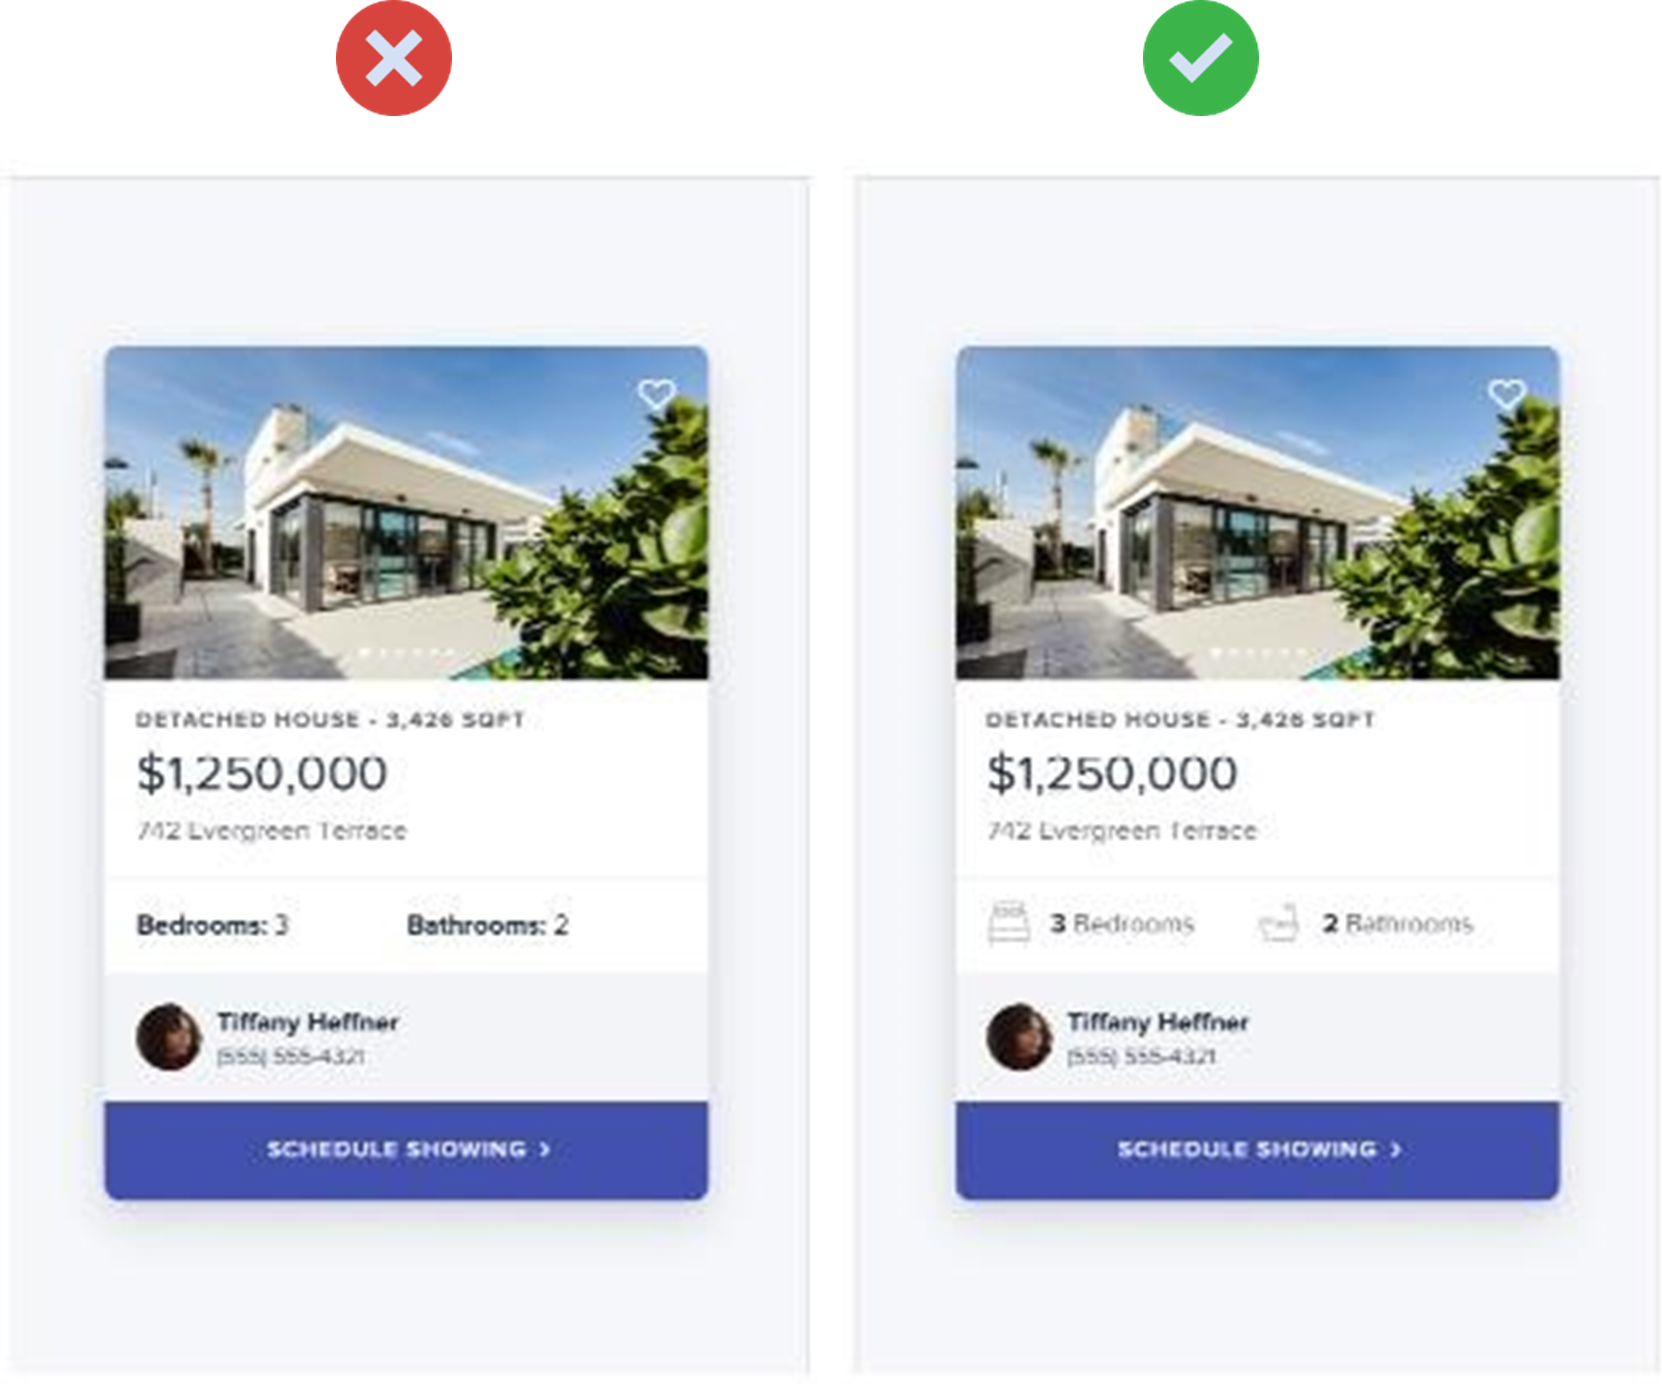 DETACHED HOUSE - 3,426 SQFT
$1,250,000
742 Evergreen Terrace
Bedrooms: 3
Bathrooms: 2
Tiffany Heffner
(555) 555-4321
SCHEDULE SHOWING >
DETACHED HOUSE - 3,426 SQFT
$1,250,000
742 Evergreen Terrace
3 Bedrooms
2 Bathrooms
Tiffany Heffner
(555) 555-4321
SCHEDULE SHOWING >